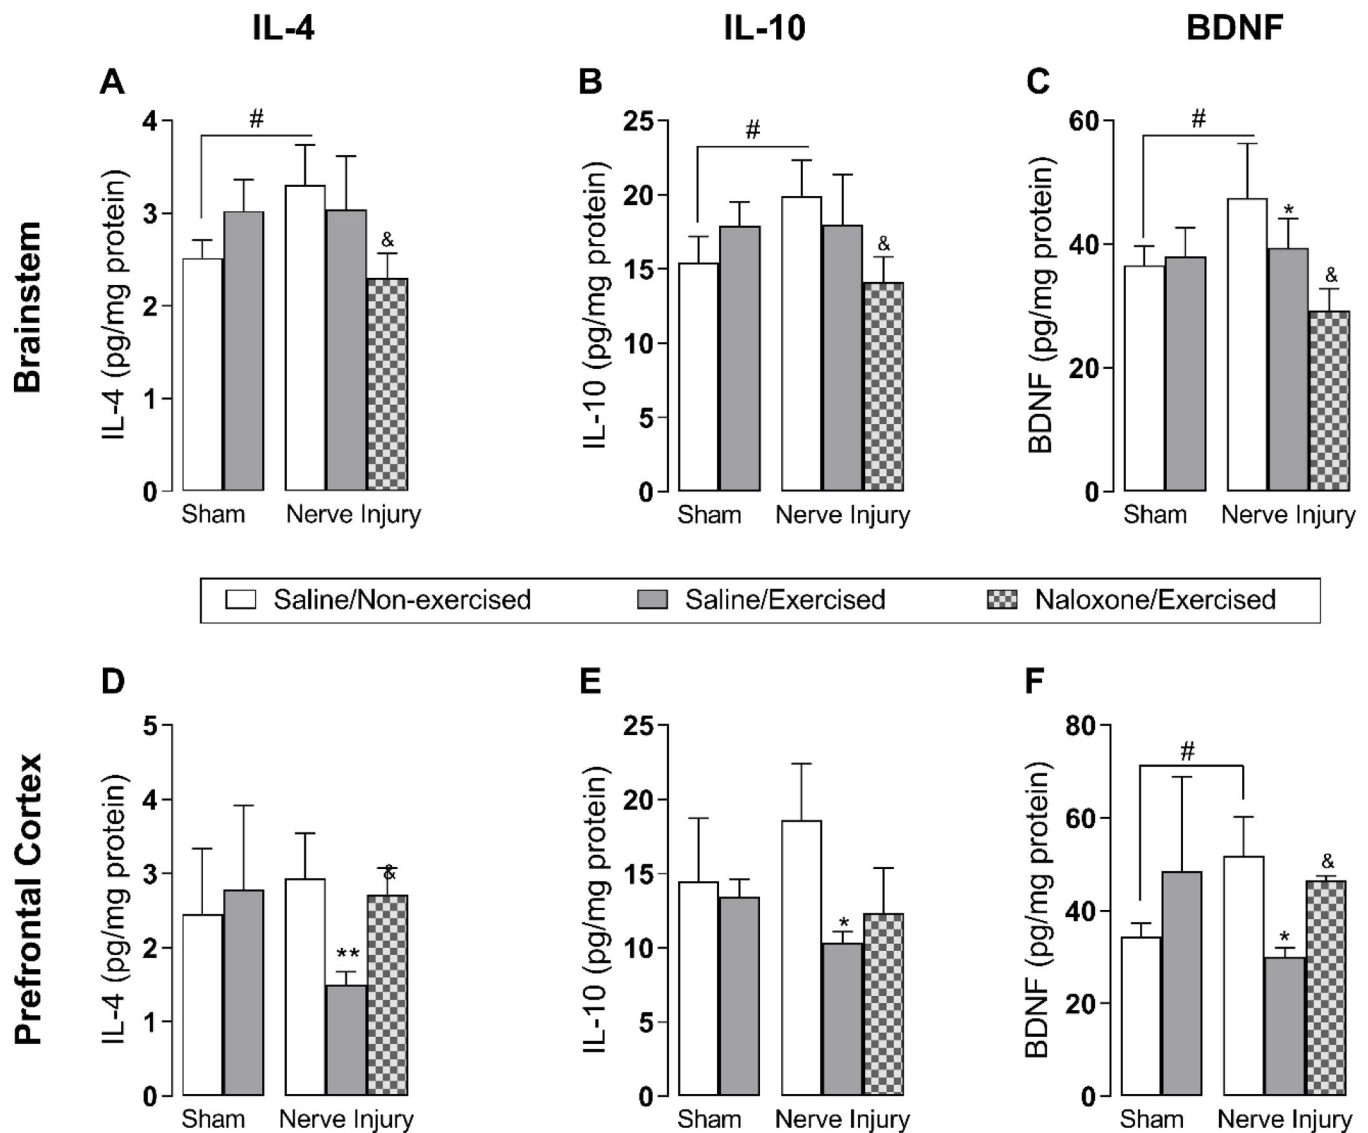 IL-4 IL-10 BDNF
Brainstem
A
IL-4 (pg/mg protein)
4
3
2
1
0
#
&
Sham Nerve Injury
B
IL-10 (pg/mg protein)
25
20
15
10
5
0
#
&
Sham Nerve Injury
C
BDNF (pg/mg protein)
60
40
20
0
#
*
&
Sham Nerve Injury
Saline/Non-exercised Saline/Exercised Naloxone/Exercised
Prefrontal Cortex
D
IL-4 (pg/mg protein)
5
4
3
2
1
0
**
&
Sham Nerve Injury
E
IL-10 (pg/mg protein)
25
20
15
10
5
0
*
Sham Nerve Injury
F
BDNF (pg/mg protein)
80
60
40
20
0
#
*
&
Sham Nerve Injury